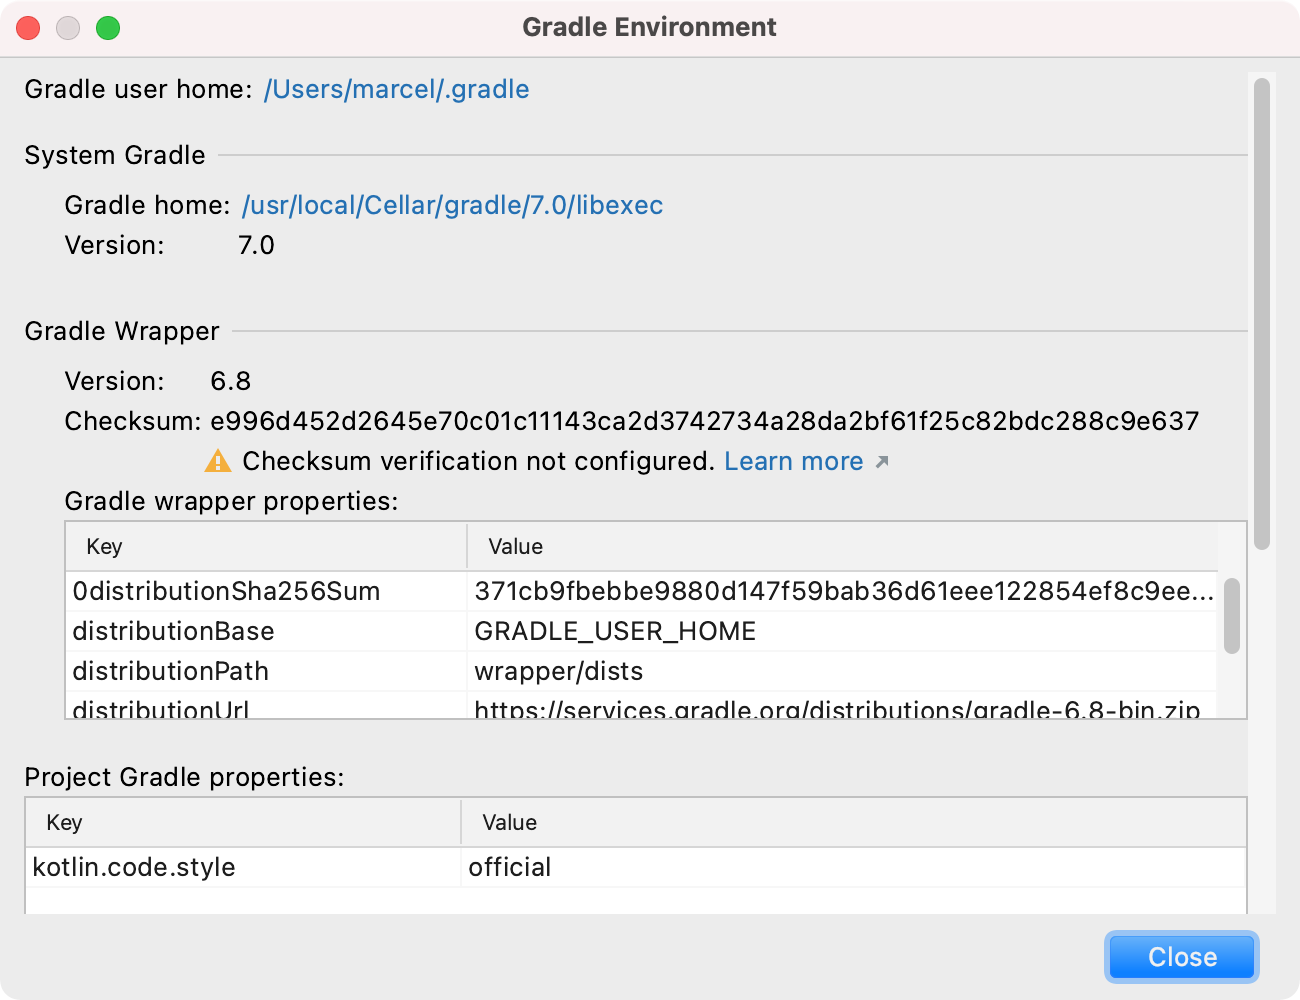 Gradle Environment
Gradle user home: /Users/marcel/.gradle
System Gradle
Gradle home: /usr/local/Cellar/gradle/7.0/libexec
Version: 7.0
Gradle Wrapper
Version: 6.8
Checksum: e996d452d2645e70c01c11143ca2d3742734a28da2bf61f25c82bdc288c9e637
Checksum verification not configured. Learn more
Gradle wrapper properties:
Key Value
0distributionSha256Sum 371cb9fbebbe9880d147f59bab36d61eee122854ef8c9ee...
distributionBase GRADLE_USER_HOME
distributionPath wrapper/dists
distributionUrl https://services.gradle.org/distributions/gradle-6.8-bin.zip
Project Gradle properties:
Key Value
kotlin.code.style official
Close